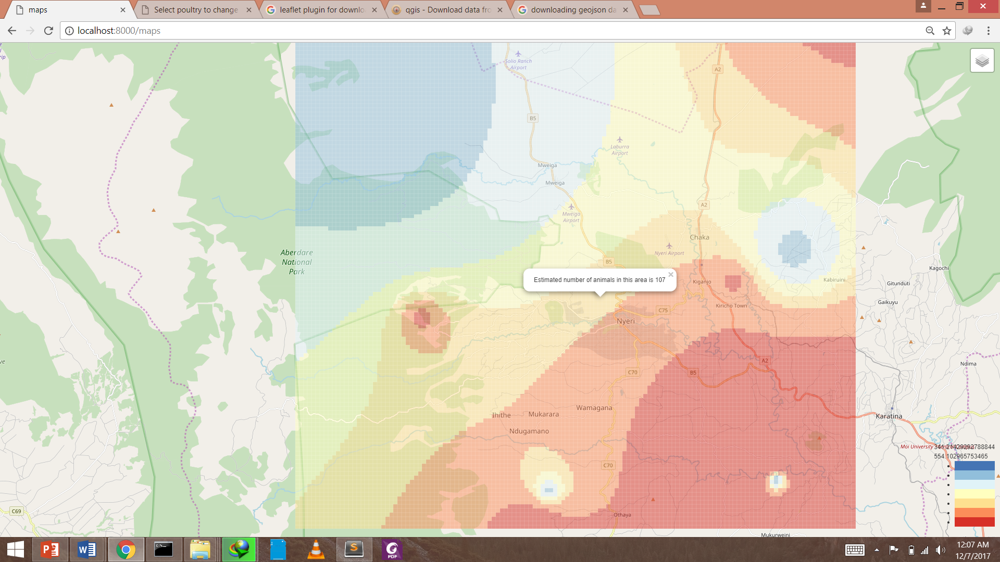 maps
Select poultry to change
leaflet plugin for downlo
qgis - Download data fro
downloading geojson da
localhost:8000/maps
Solio Ranch
Airport
A2
B5
Laburra
Airport
Mweiga
Mweiga
A2
Mweiga
Airport
Chaka
Nyeri Airport
Aberdare
National
Park
B5
Kagochi
Estimated number of animals in this area is 107
×
Kiganjo
Kabiruini
Gitunduti
Gaikuyu
Kiricho Town
C75
Nyeri
A2
Ndima
C70
B5
Wamagana
Ihithe
Mukarara
Karatina
Ndugamano
Moi University
344.21429292788844
554.102965753465
C70
C69
Othaya
Mukurweini
PDF
12:07 AM
12/7/2017